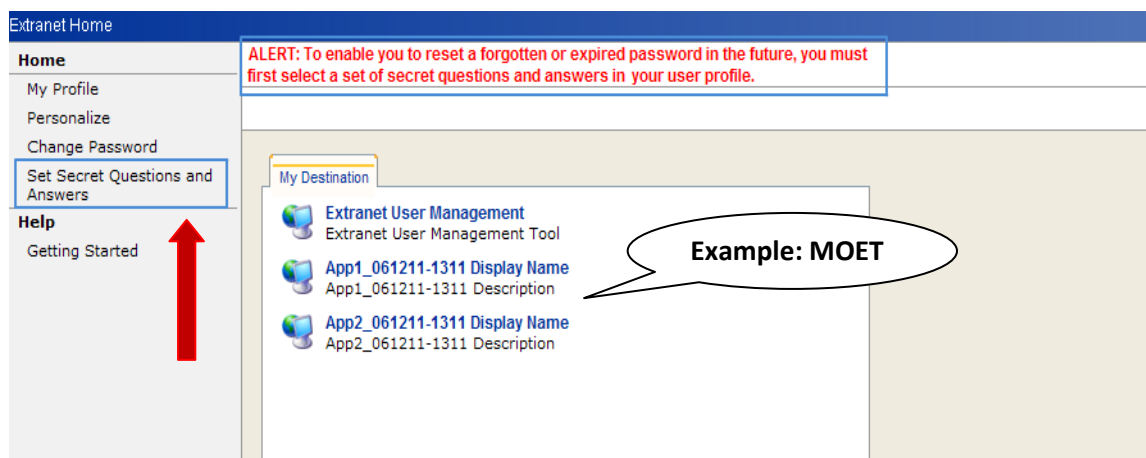 Extranet Home
Home
My Profile
Personalize
Change Password
Set Secret Questions and
Answers
Help
Getting Started
ALERT: To enable you to reset a forgotten or expired password in the future, you must
first select a set of secret questions and answers in your user profile.
My Destination
Extranet User Management
Extranet User Management Tool
App1_061211-1311 Display Name
App1_061211-1311 Description
App2_061211-1311 Display Name
App2_061211-1311 Description
Example: MOET